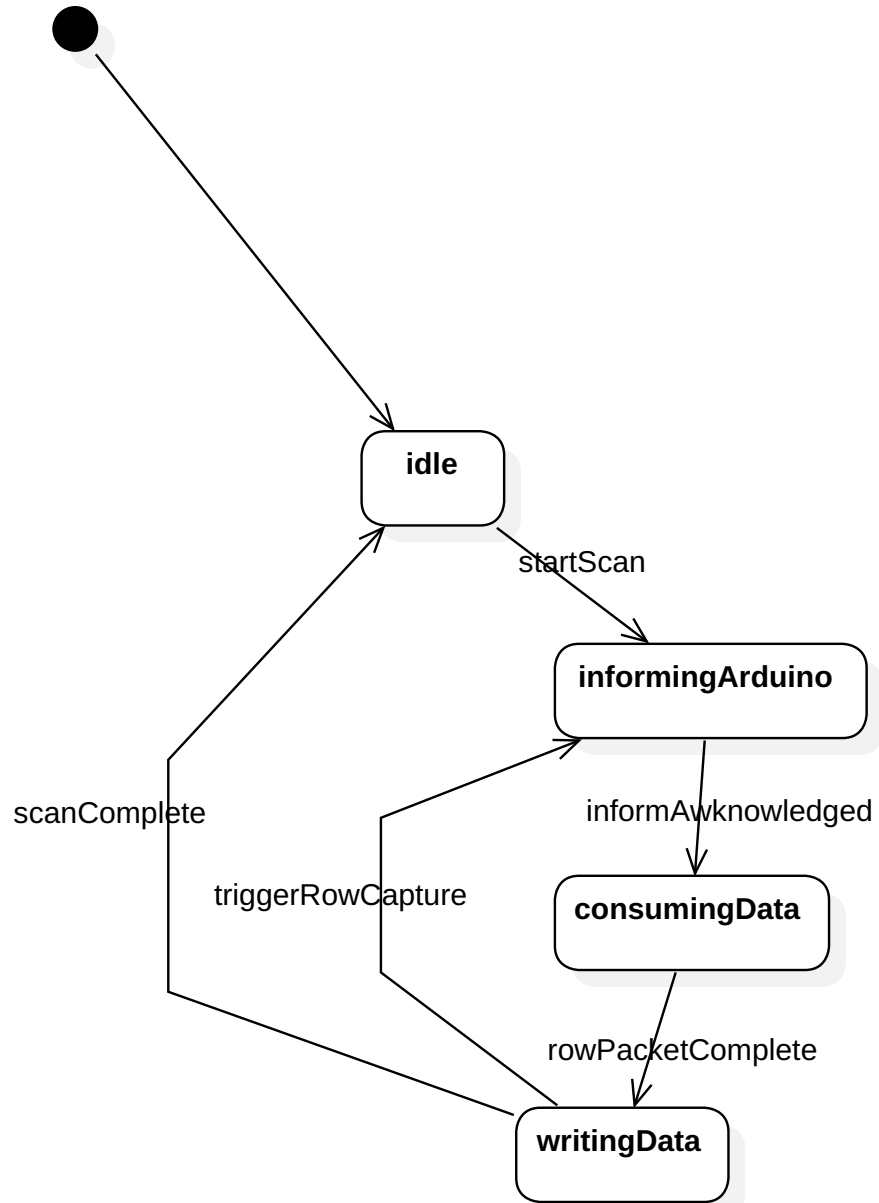 idle
startScan
informingArduino
informAwknowledged
scanComplete
triggerRowCapture
consumingData
rowPacketComplete
writingData